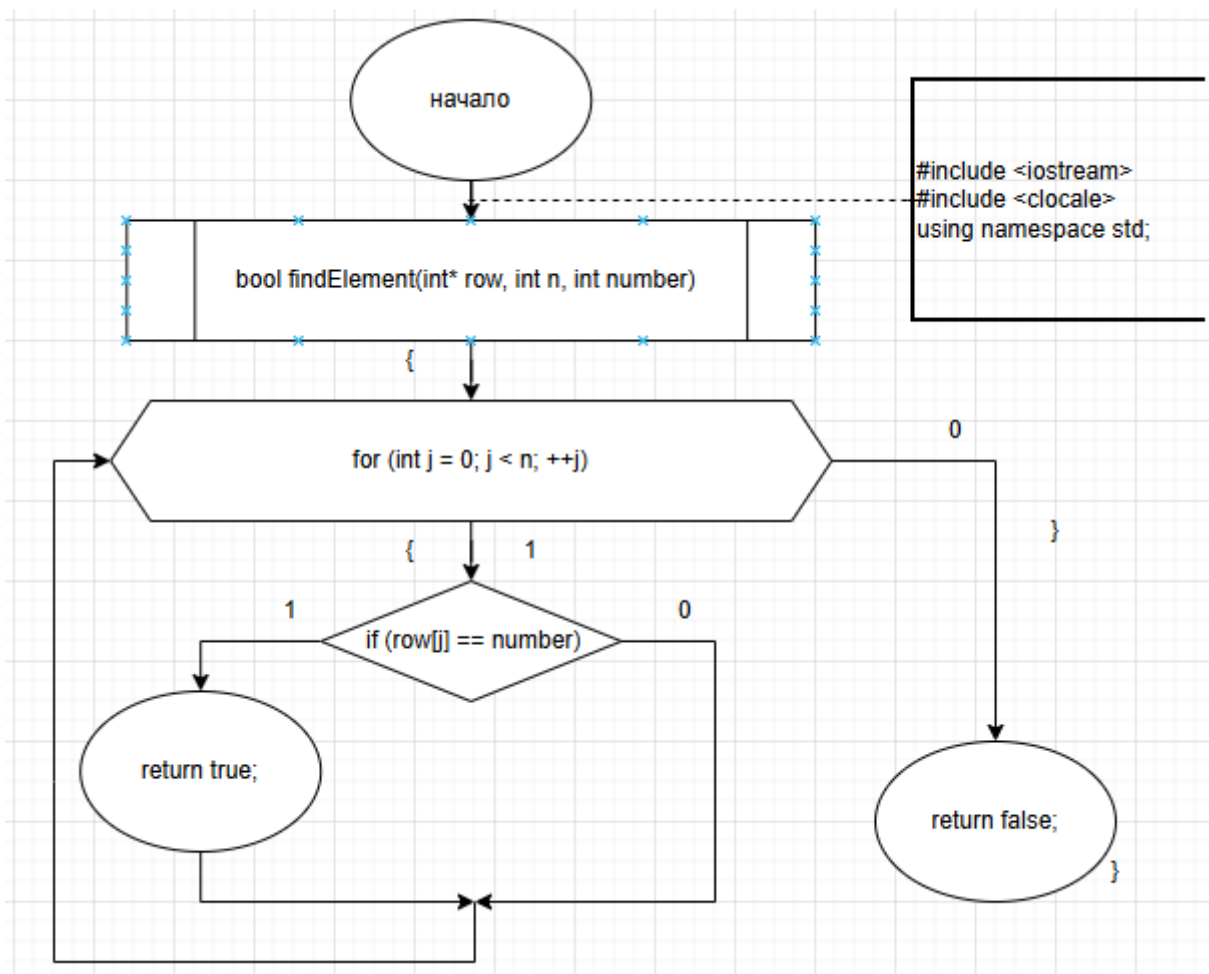 начало
#include <iostream>
#include <clocale>
using namespace std;
bool findElement(int* row, int n, int number)
{
for (int j = 0; j < n; ++j)
0
}
{
1
1
0
if (row[j] == number)
return true;
return false;
}